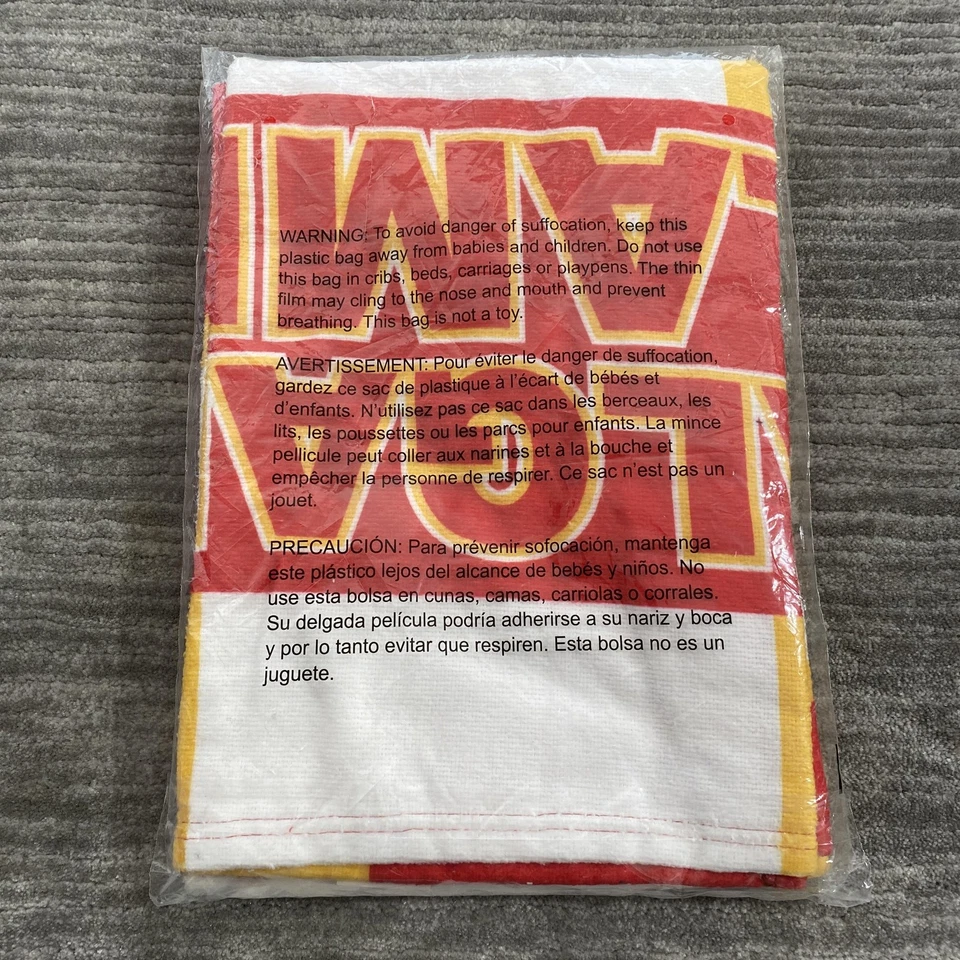 WARNING: To avoid danger of suffocation, keep this
plastic bag away from babies and children. Do not use
this bag in cribs, beds, carriages or playpens. The thin
film may cling to the nose and mouth and prevent
breathing. This bag is not a toy.
AVERTISSEMENT: Pour éviter le danger de suffocation,
gardez ce sac de plastique à l'écart de bébés et
d'enfants. N'utilisez pas ce sac dans les berceaux, les
lits, les poussettes ou les parcs pour enfants. La mince
pellicule peut coller aux narines et à la bouche et
empêcher la personne de respirer. Ce sac n'est pas un
jouet.
PRECAUCIÓN: Para prévenir sofocación, mantenga
este plástico lejos del alcance de bebés y niños. No
use esta bolsa en cunas, camas, carriolas o corrales.
Su delgada película podría adherirse a su nariz y boca
y por lo tanto evitar que respiren. Esta bolsa no es un
juguete.